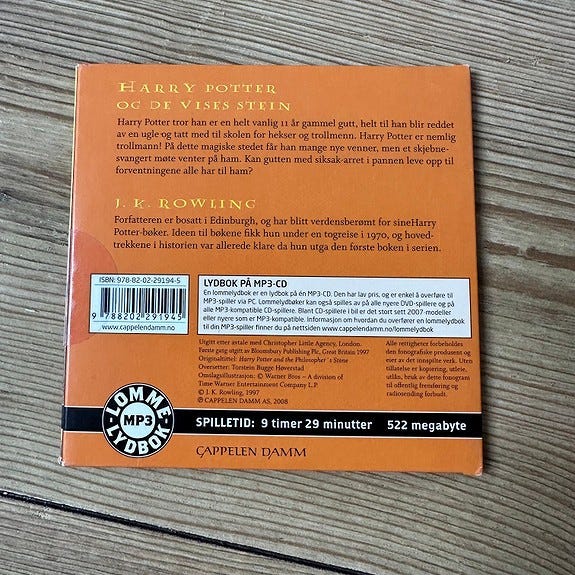 HARRY POTTER
OG DE VISES STEIN
Harry Potter tror han er en helt vanlig 11 år gammel gutt, helt til han blir reddet
av en ugle og tatt med til skolen for hekser og trollmenn. Harry Potter er nemlig
trollmann! På dette magiske stedet får han mange nye venner, men et skjebne-
svangert møte venter på ham. Kan gutten med siksak-arret i pannen leve opp til
forventningene alle har til ham?
J. K. ROWLING
Forfatteren er bosatt i Edinburgh, og har blitt verdensberømt for sineHarry
Potter-bøker. Ideen til bøkene fikk hun under en togreise i 1970, og hoved-
trekkene i historien var allerede klare da hun utga den første boken i serien.
ISBN: 978-82-02-29194-5
9 788202 291945
www.cappelendamm.no
LYDBOK PÅ MP3-CD
En lommelydbok er en lydbok på én MP3-CD. Den har lav pris, og er enkel å overføre til
MP3-spiller via PC. Lommelydbøker kan også spilles av på alle nyere DVD-spillere og på
alle MP3-kompatible CD-spillere. Blant CD-spillere i bil er det stort sett 2007-modeller
eller nyere som er MP3-kompatible. Informasjon om hvordan du overfører en lommelydbok
til din MP3-spiller finner du på nettsiden www.cappelendamm.no/lommelydbok
Utgitt etter avtale med Christopher Little Agency, London.
Første gang utgitt av Bloomsbury Publishing Plc, Great Britain 1997
Originaltittel: Harry Potter and the Philosopher´s Stone
Oversetter: Torstein Bugge Høverstad
Omslagsillustrasjon: © Warner Bros – A division of
Time Warner Entertainment Company L.P.
© J. K. Rowling, 1997
℗ CAPPELEN DAMM AS, 2008
Alle rettigheter forbeholdes
den fonografiske produsent og
eier av det innspilte verk. Uten
tillatelse er kopiering, utleie,
utlån, bruk av dette fonogram
til offentlig fremføring og
radiosending forbudt.
LOMME-
MP3
LYDBOK
SPILLETID: 9 timer 29 minutter 522 megabyte
CAPPELEN DAMM